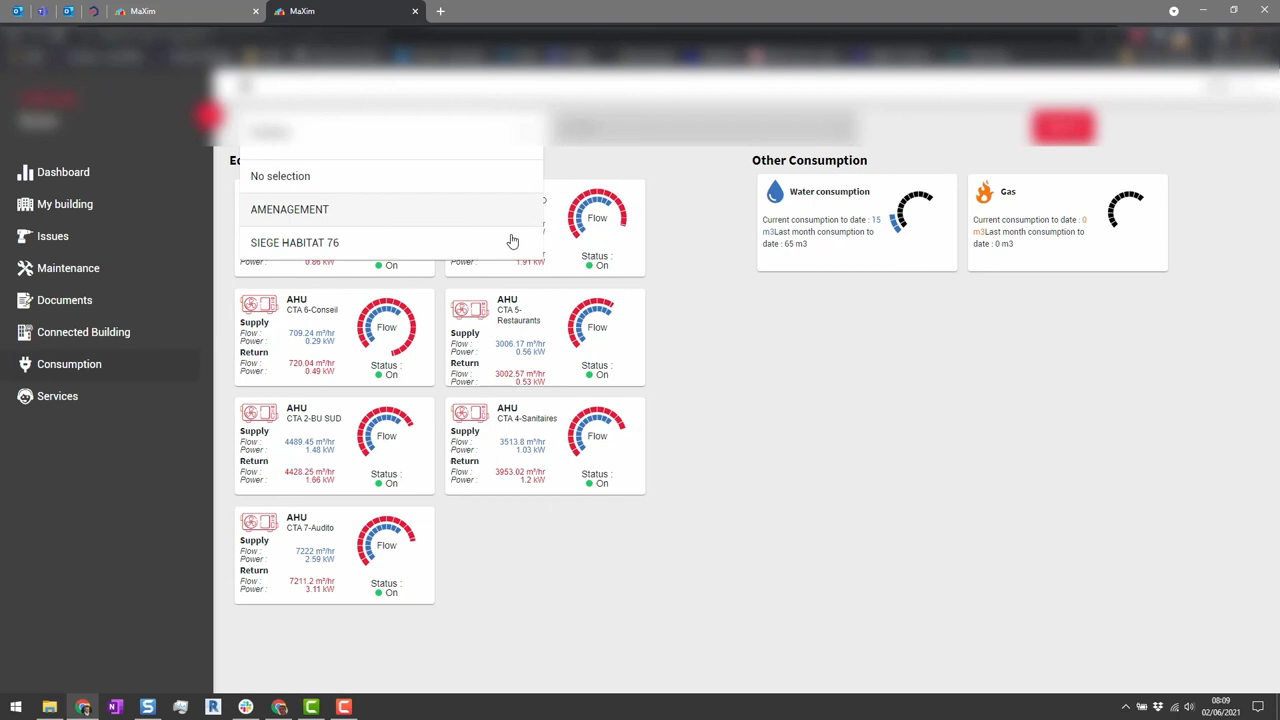 MaXim
MaXim
Dashboard
My building
Issues
Maintenance
Documents
Connected Building
Consumption
Services
No selection
AMENAGEMENT
SIEGE HABITAT 76
Power : 0.86 kW
On
Flow
1.91 kW
Status :
On
AHU
CTA 6-Conseil
Supply
Flow : 709.24 m³/hr
Power : 0.29 kW
Return
Flow : 720.04 m³/hr
Power : 0.49 kW
Flow
Status :
On
AHU
CTA 5-
Restaurants
Supply
Flow : 3006.17 m³/hr
Power : 0.56 kW
Return
Flow : 3002.57 m³/hr
Power : 0.53 kW
Flow
Status :
On
AHU
CTA 2-BU SUD
Supply
Flow : 4489.45 m³/hr
Power : 1.48 kW
Return
Flow : 4428.25 m³/hr
Power : 1.66 kW
Flow
Status :
On
AHU
CTA 4-Sanitaires
Supply
Flow : 3513.8 m³/hr
Power : 1.03 kW
Return
Flow : 3953.02 m³/hr
Power : 1.2 kW
Flow
Status :
On
AHU
CTA 7-Audito
Supply
Flow : 7222 m³/hr
Power : 2.59 kW
Return
Flow : 7211.2 m³/hr
Power : 3.11 kW
Flow
Status :
On
Other Consumption
Water consumption
Current consumption to date : 15
m3Last month consumption to
date : 65 m3
Gas
Current consumption to date : 0
m3Last month consumption to
date : 0 m3
08:09
02/06/2021